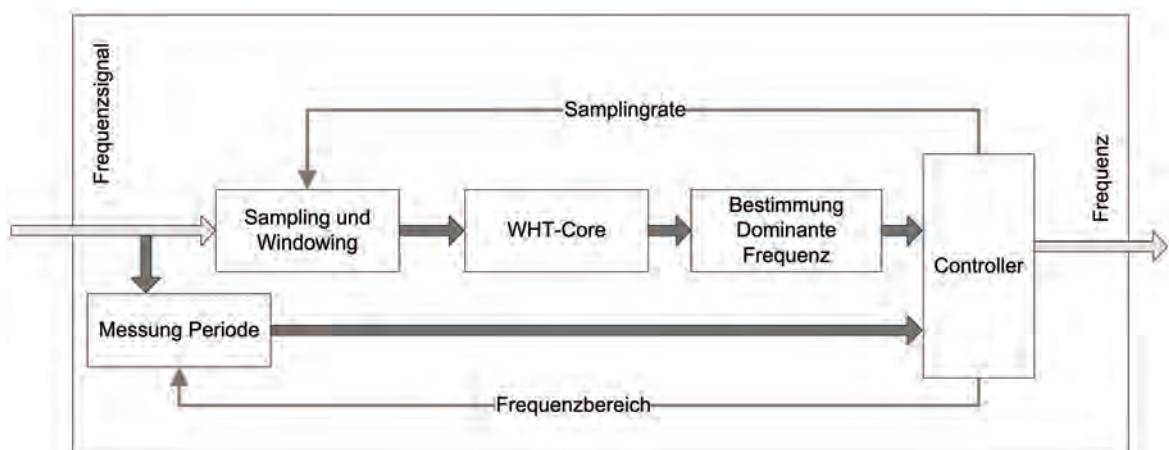 Frequenzsignal
Samplingrate
Sampling und
Windowing
WHT-Core
Bestimmung
Dominante
Frequenz
Controller
Frequenz
Messung Periode
Frequenzbereich